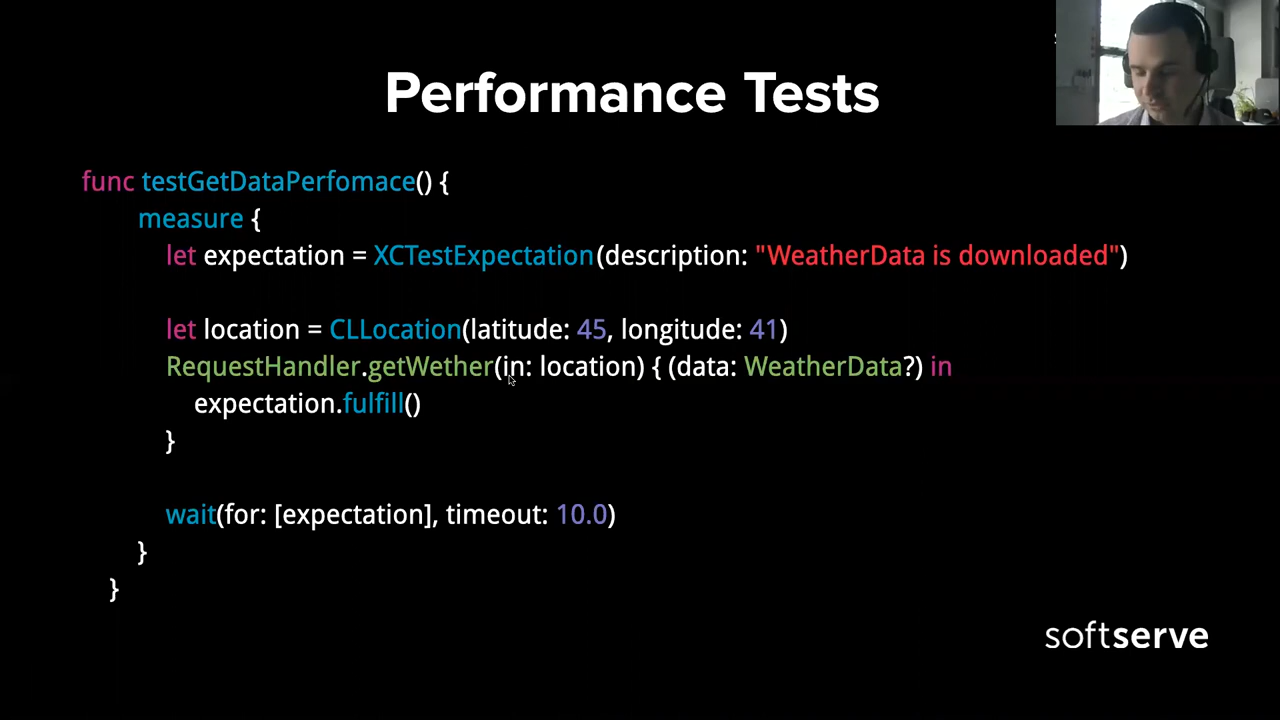 Performance Tests
func testGetDataPerfomace() {
measure {
let expectation = XCTestExpectation(description: "WeatherData is downloaded")
let location = CLLocation(latitude: 45, longitude: 41)
RequestHandler.getWether(in: location) { (data: WeatherData?) in
expectation.fulfill()
}
wait(for: [expectation], timeout: 10.0)
}
}
softserve